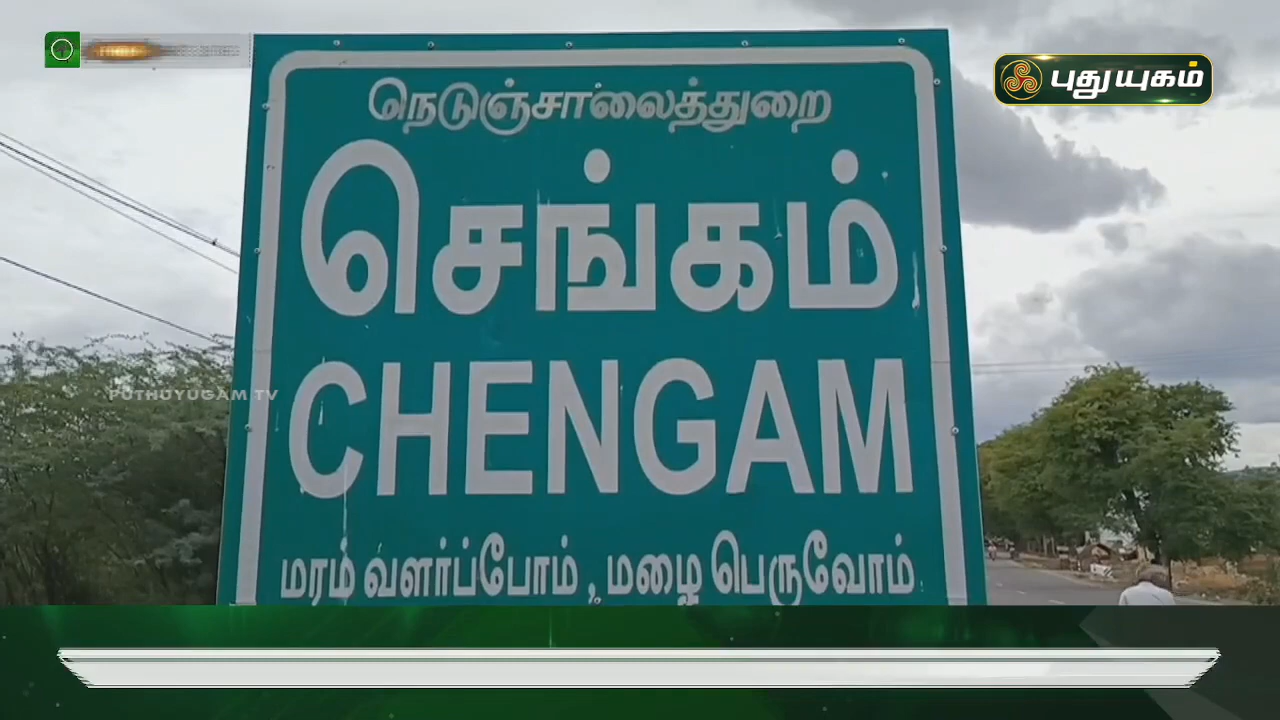 புதுயுகம்
நெடுஞ்சாலைத்துறை
செங்கம்
PUTHUYUGAM TV
CHENGAM
மரம் வளர்ப்போம் , மழை பெருவோம்